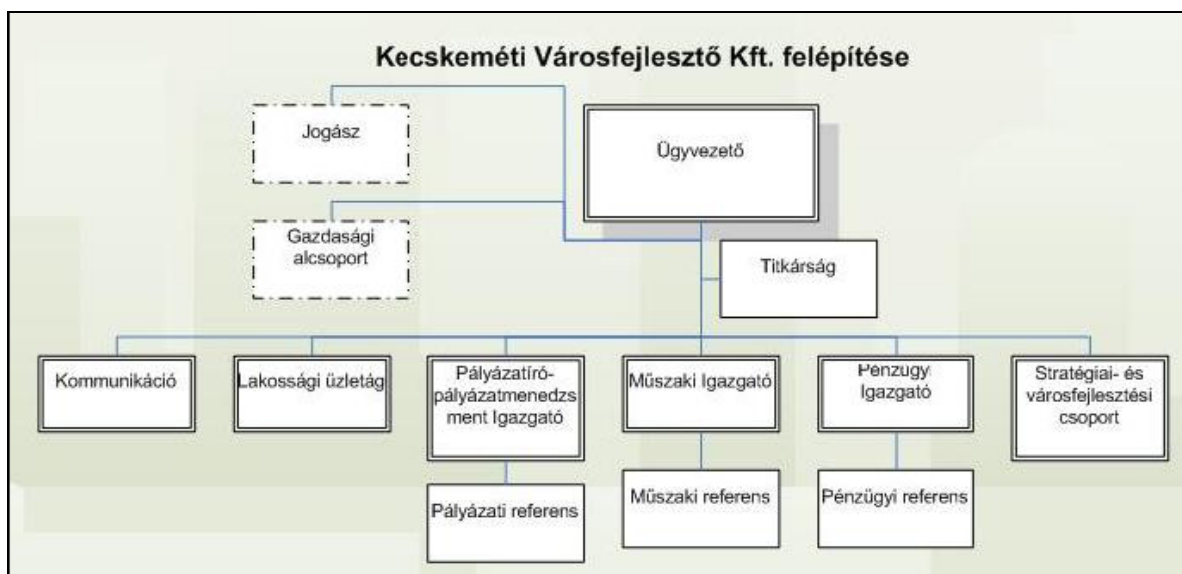 Kecskeméti Városfejlesztő Kft. felépítése
Jogász
Ügyvezető
Gazdasági
alcsoport
Titkárság
Kommunikáció
Lakossági üzletág
Pályázatíró-
pályázatmenedzs
ment Igazgató
Műszaki Igazgató
Pénzügyi
Igazgató
Stratégiai- és
városfejlesztési
csoport
Pályázati referens
Műszaki referens
Pénzügyi referens